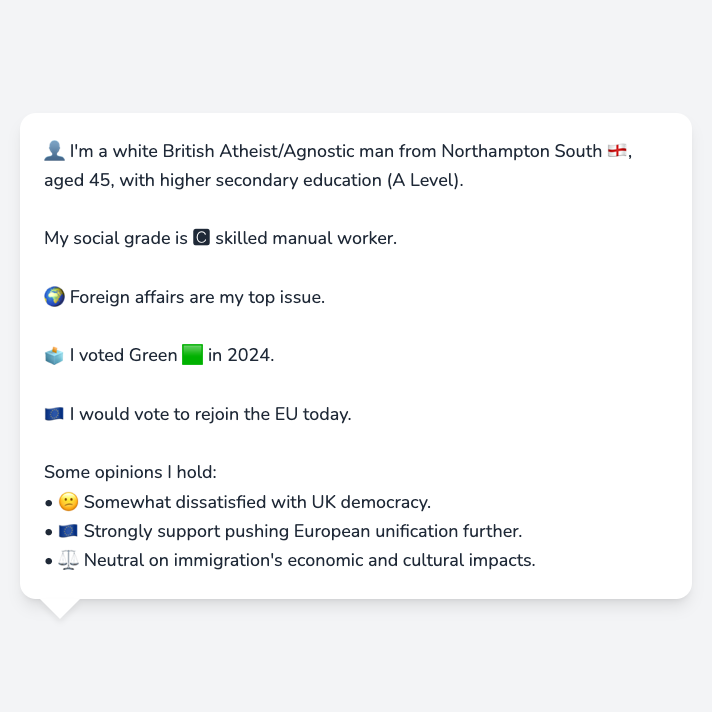 👤 I'm a white British Atheist/Agnostic man from Northampton South 🏴󠁧󠁢󠁥󠁮󠁧󠁿,
aged 45, with higher secondary education (A Level).
My social grade is 🅲 skilled manual worker.
🌍 Foreign affairs are my top issue.
🗳️ I voted Green 🟩 in 2024.
🇪🇺 I would vote to rejoin the EU today.
Some opinions I hold:
• 🙁 Somewhat dissatisfied with UK democracy.
• 🇪🇺 Strongly support pushing European unification further.
• ⚖️ Neutral on immigration's economic and cultural impacts.